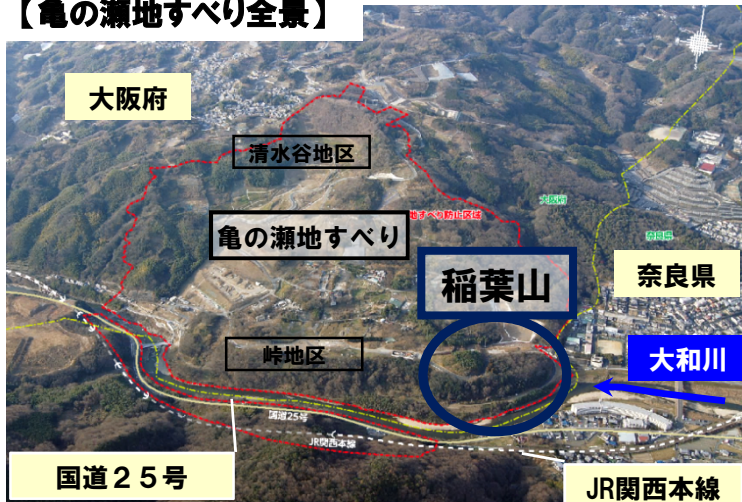 【亀の瀬地すべり全景】
大阪府
清水谷地区
大阪府
地すべり防止区域
亀の瀬地すべり
奈良県
奈良県
稲葉山
峠地区
大和川
国道25号
JR関西本線
国道２５号
JR関西本線